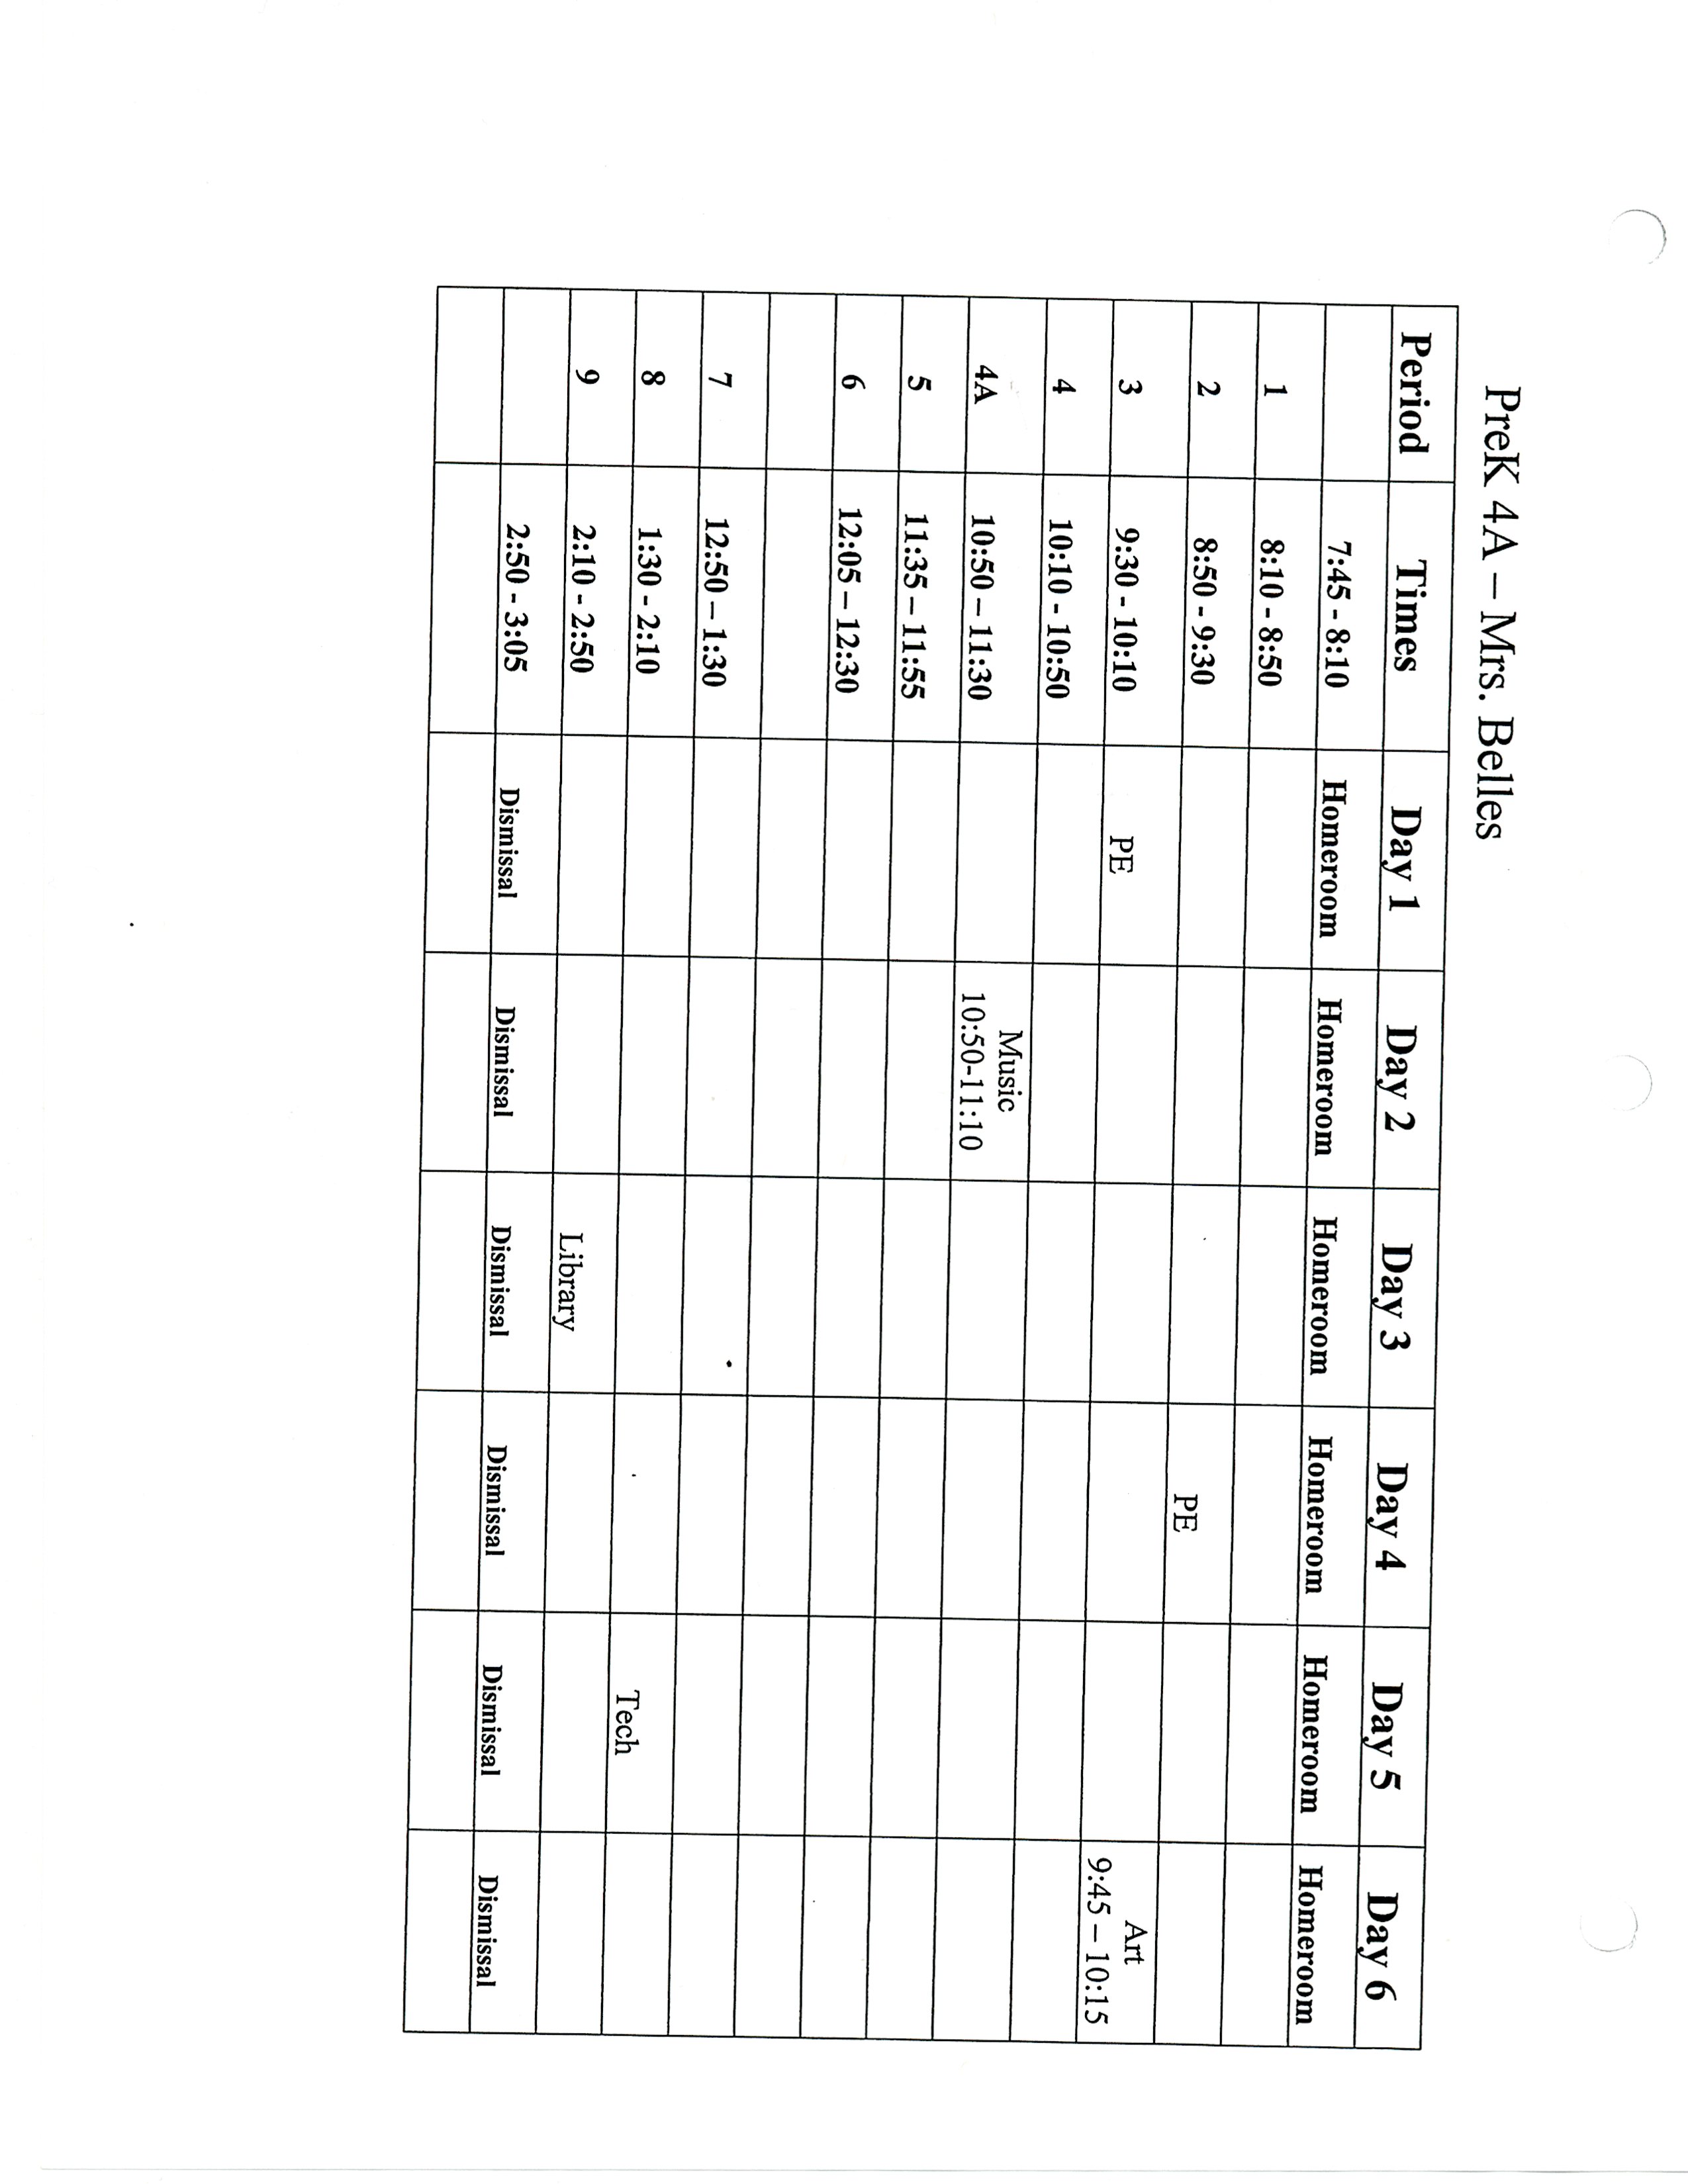 PreK 4A – Mrs. Belles
Period Times Day 1 Day 2 Day 3 Day 4 Day 5 Day 6
7:45 - 8:10 Homeroom Homeroom Homeroom Homeroom Homeroom Homeroom
1 8:10 - 8:50
2 8:50 - 9:30 PE
3 9:30 - 10:10 PE Art
9:45 – 10:15
4 10:10 - 10:50
4A 10:50 – 11:30 Music
10:50-11:10
5 11:35 – 11:55
6 12:05 – 12:30
7 12:50 – 1:30
8 1:30 - 2:10 Tech
9 2:10 - 2:50 Library
2:50 - 3:05 Dismissal Dismissal Dismissal Dismissal Dismissal Dismissal